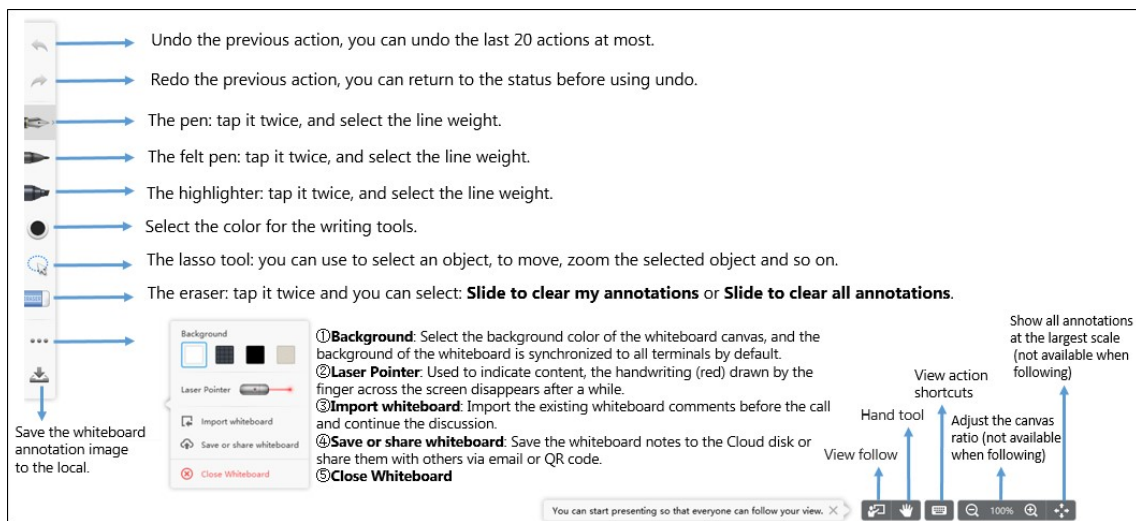 Undo the previous action, you can undo the last 20 actions at most.
Redo the previous action, you can return to the status before using undo.
The pen: tap it twice, and select the line weight.
The felt pen: tap it twice, and select the line weight.
The highlighter: tap it twice, and select the line weight.
Select the color for the writing tools.
The lasso tool: you can use to select an object, to move, zoom the selected object and so on.
The eraser: tap it twice and you can select: Slide to clear my annotations or Slide to clear all annotations.
Background
Laser Pointer
Import whiteboard
Save or share whiteboard
Close Whiteboard
①Background: Select the background color of the whiteboard canvas, and the
background of the whiteboard is synchronized to all terminals by default.
②Laser Pointer: Used to indicate content, the handwriting (red) drawn by the
finger across the screen disappears after a while.
③Import whiteboard: Import the existing whiteboard comments before the call
and continue the discussion.
④Save or share whiteboard: Save the whiteboard notes to the Cloud disk or
share them with others via email or QR code.
⑤Close Whiteboard
Save the whiteboard
annotation image
to the local.
View follow
Hand tool
View action
shortcuts
Adjust the canvas
ratio (not available
when following)
Show all annotations
at the largest scale
(not available when
following)
You can start presenting so that everyone can follow your view.
100%